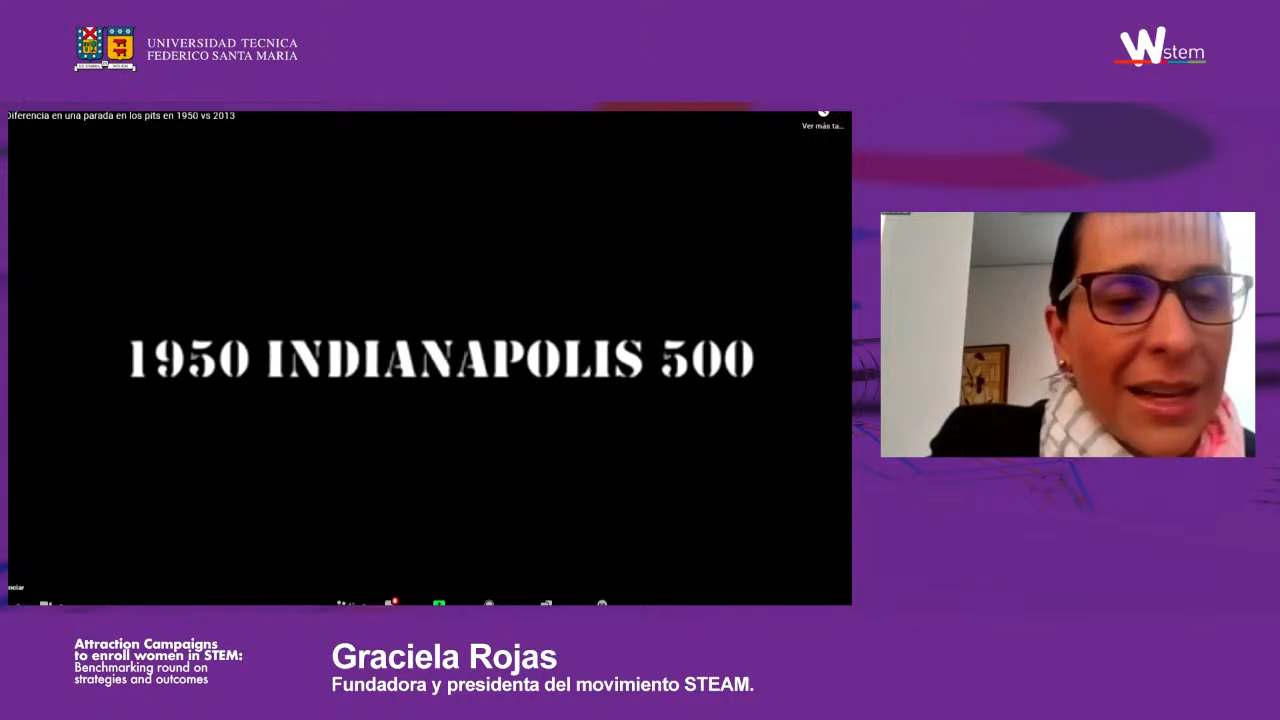 UNIVERSIDAD TECNICA
FEDERICO SANTA MARIA
Wstem
Diferencia en una parada en los pits en 1950 vs 2013
Ver más ta...
1950 INDIANAPOLIS 500
Attraction Campaigns
to enroll women in STEM:
Benchmarking round on
strategies and outcomes
Graciela Rojas
Fundadora y presidenta del movimiento STEAM.